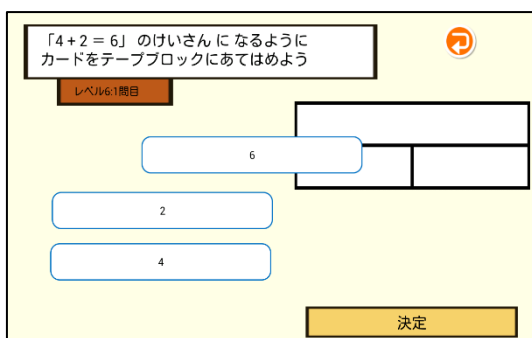 「4+2=6」 のけいさん に なるように
カードをテープブロックにあてはめよう
レベル6:1問目
6
2
4
決定